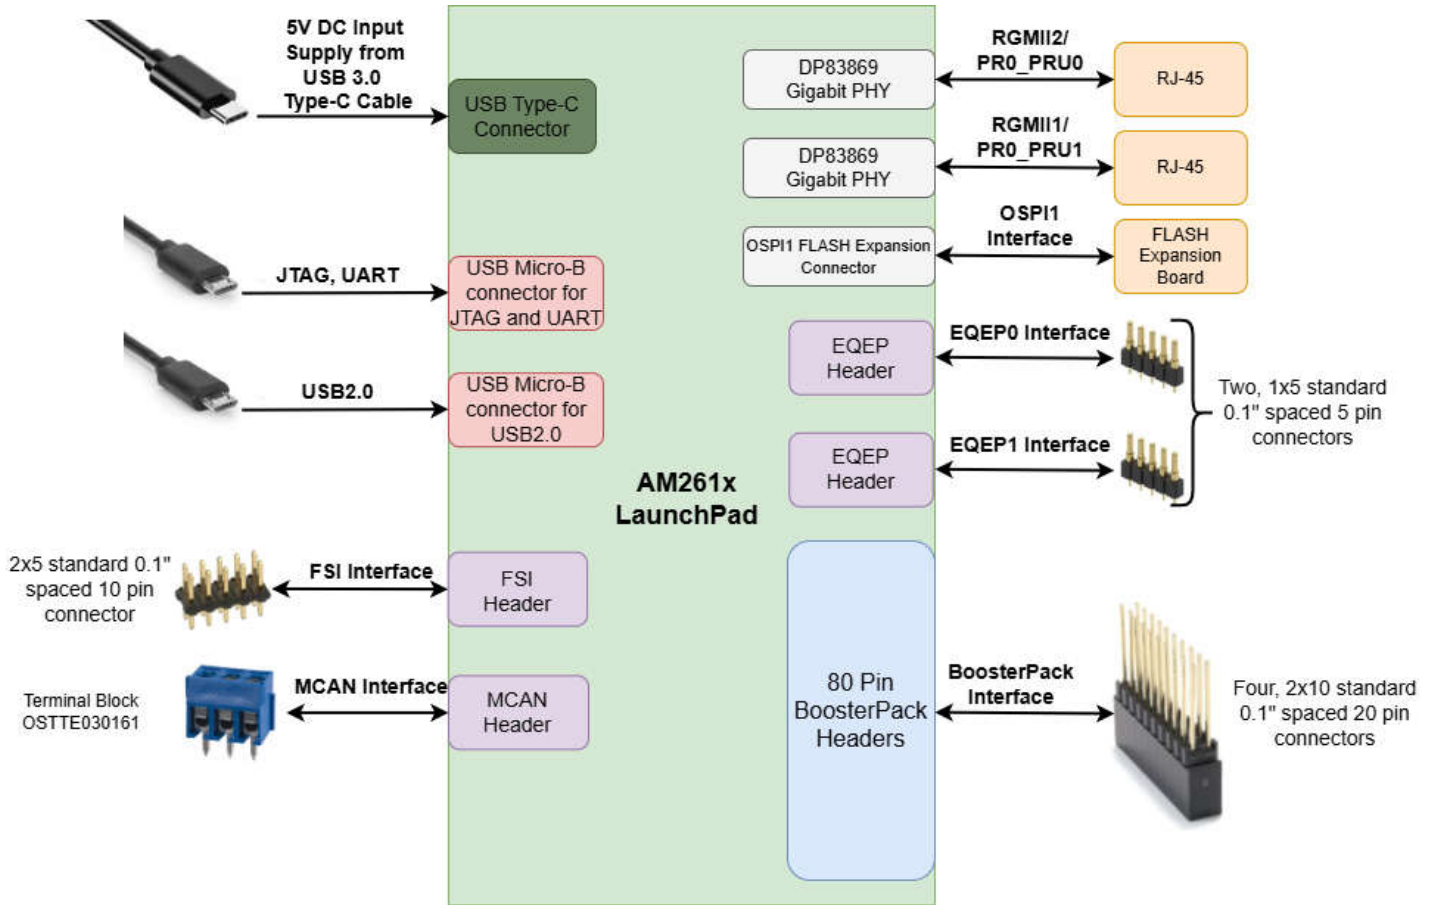 5V DC Input
Supply from
USB 3.0
Type-C Cable
USB Type-C
Connector
JTAG, UART
USB Micro-B
connector for
JTAG and UART
USB2.0
USB Micro-B
connector for
USB2.0
2x5 standard 0.1"
spaced 10 pin
connector
FSI Interface
FSI
Header
Terminal Block
OSTTE030161
MCAN Interface
MCAN
Header
AM261x
LaunchPad
DP83869
Gigabit PHY
RGMII2/
PR0_PRU0
RJ-45
DP83869
Gigabit PHY
RGMII1/
PR0_PRU1
RJ-45
OSPI1 FLASH Expansion
Connector
OSPI1
Interface
FLASH
Expansion
Board
EQEP
Header
EQEP0 Interface
EQEP
Header
EQEP1 Interface
Two, 1x5 standard
0.1" spaced 5 pin
connectors
80 Pin
BoosterPack
Headers
BoosterPack
Interface
Four, 2x10 standard
0.1" spaced 20 pin
connectors